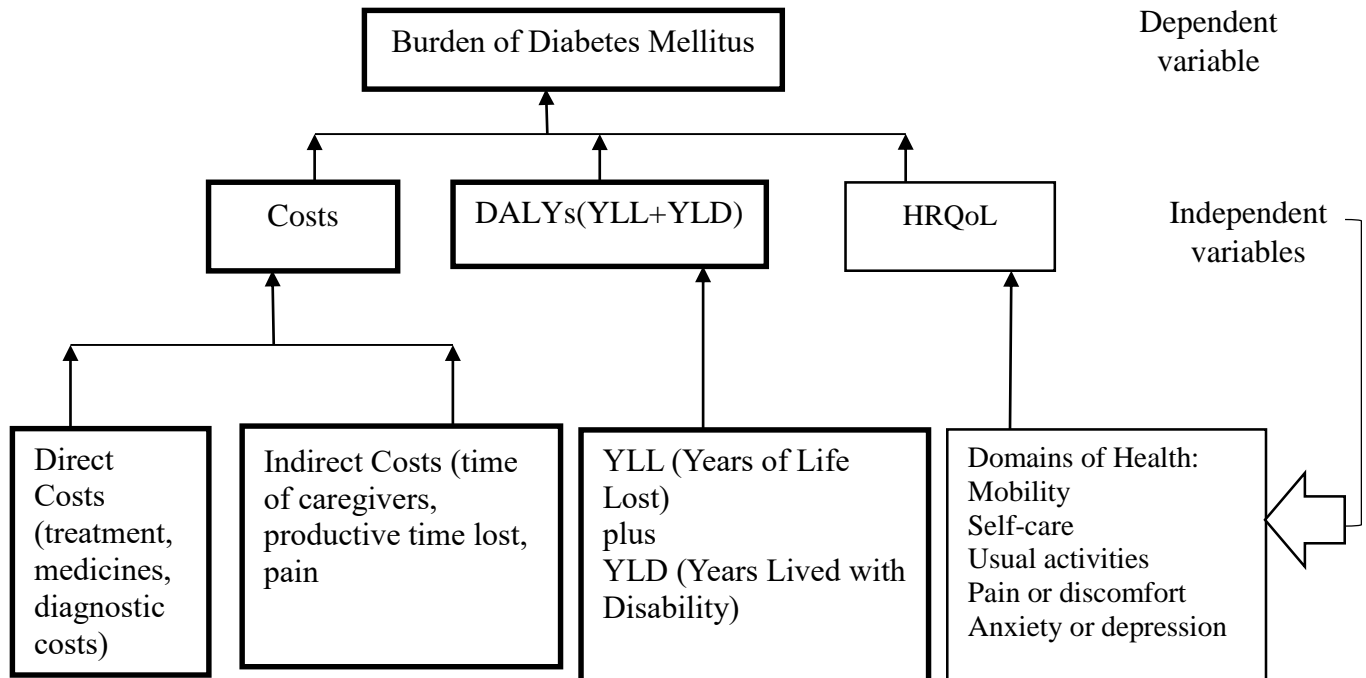 Burden of Diabetes Mellitus
Dependent
variable
Costs
DALYs(YLL+YLD)
HRQoL
Independent
variables
Direct
Costs
(treatment,
medicines,
diagnostic
costs)
Indirect Costs (time
of caregivers,
productive time lost,
pain
YLL (Years of Life
Lost)
plus
YLD (Years Lived with
Disability)
Domains of Health:
Mobility
Self-care
Usual activities
Pain or discomfort
Anxiety or depression